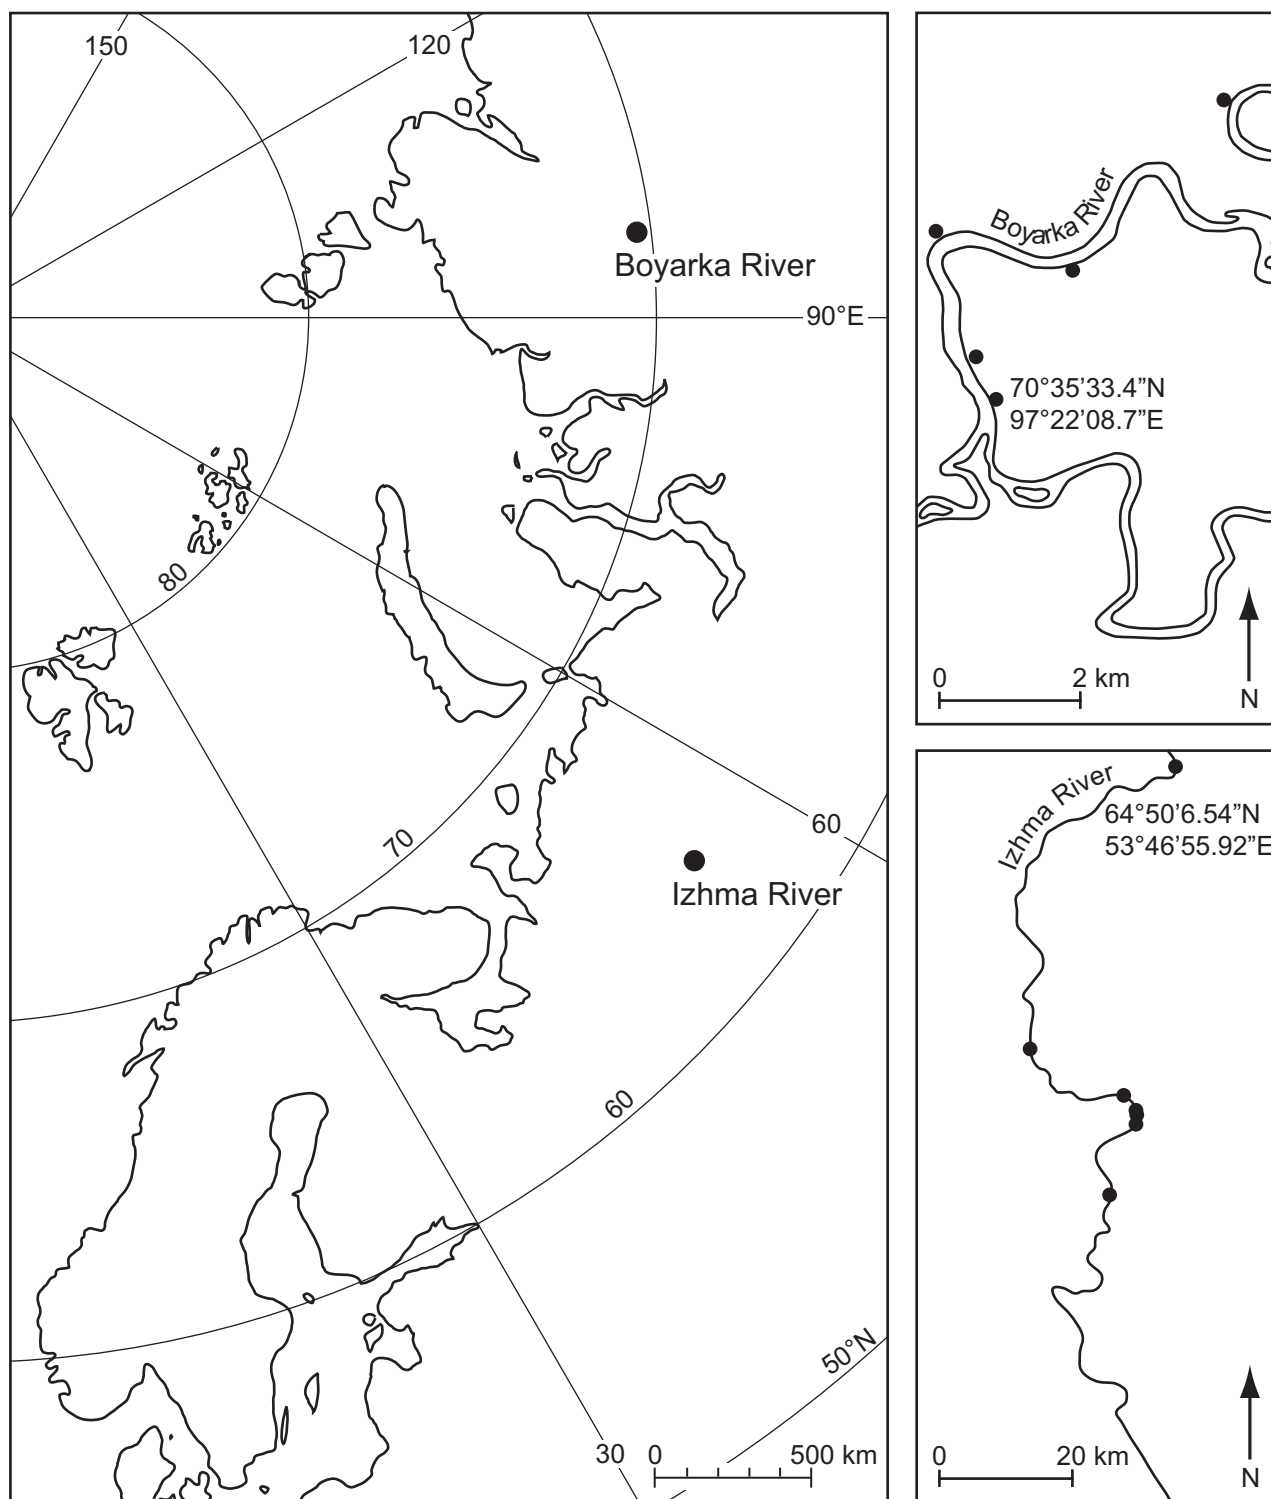 150
120
Boyarka River
90°E
80
70
60
Izhma River
60
50°N
30
0
500 km
Boyarka River
70°35’33.4”N
97°22’08.7”E
0
2 km
N
Izhma River
64°50’6.54”N
53°46’55.92”E
0
20 km
N